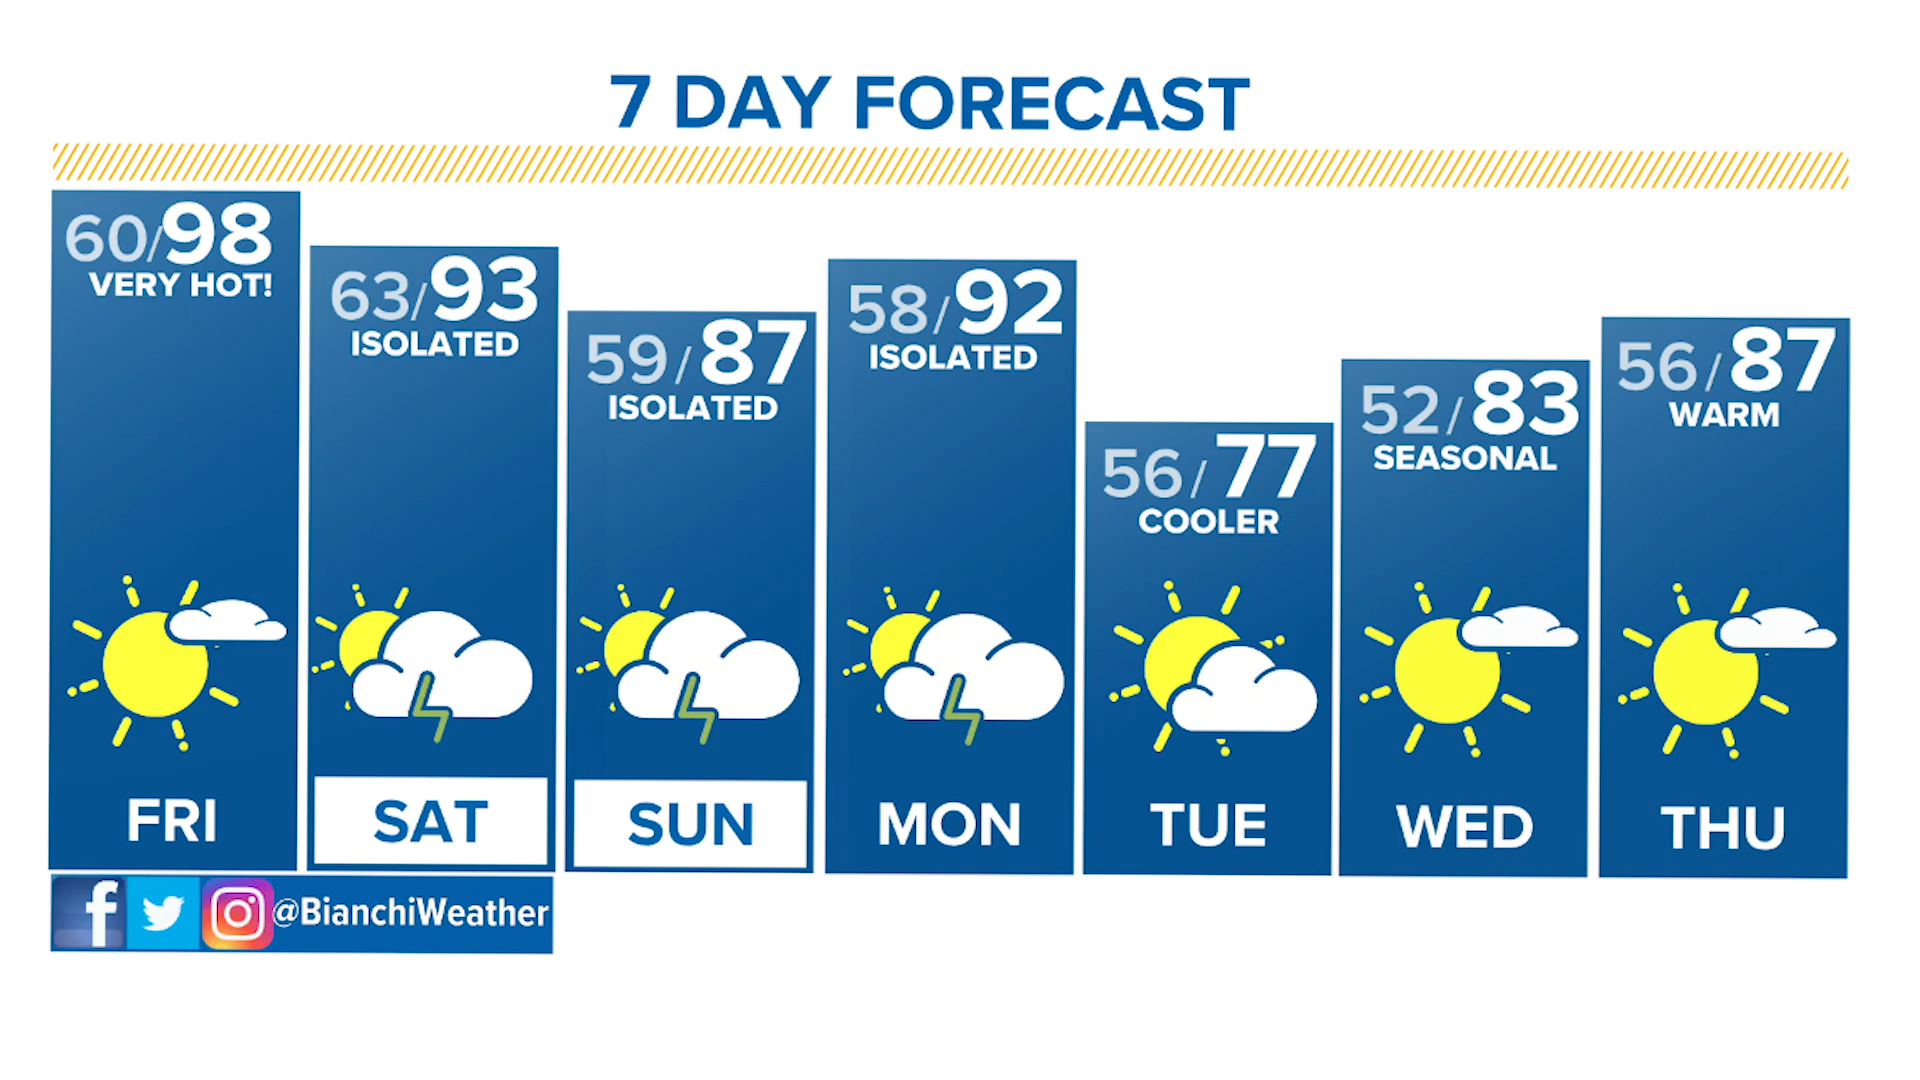 7 DAY FORECAST
60/98
VERY HOT!
FRI
63/93
ISOLATED
SAT
59/87
ISOLATED
SUN
58/92
ISOLATED
MON
56/77
COOLER
TUE
52/83
SEASONAL
WED
56/87
WARM
THU
@BianchiWeather